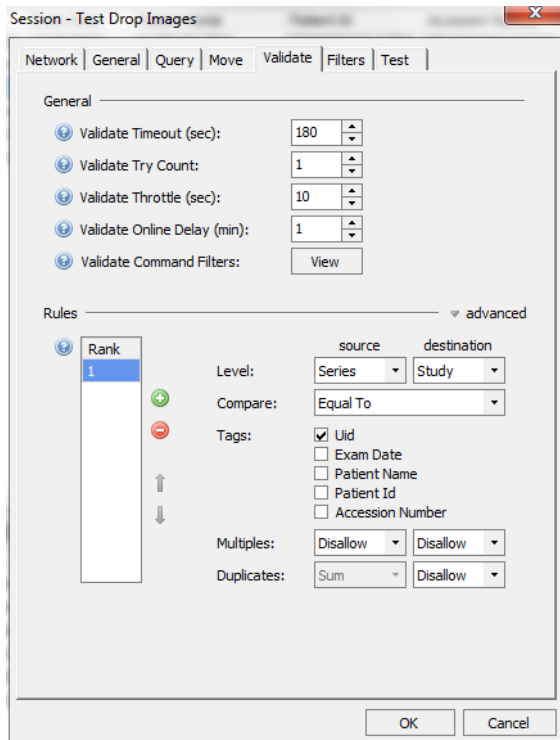 Session - Test Drop Images
Patient Id
Network General Query Move Validate Filters Test
General
Validate Timeout (sec): 180
Validate Try Count: 1
Validate Throttle (sec): 10
Validate Online Delay (min): 1
Validate Command Filters: View
Rules advanced
Rank
1
source destination
Level: Series Study
Compare: Equal To
Tags: Uid
Exam Date
Patient Name
Patient Id
Accession Number
Multiples: Disallow Disallow
Duplicates: Sum Disallow
OK Cancel